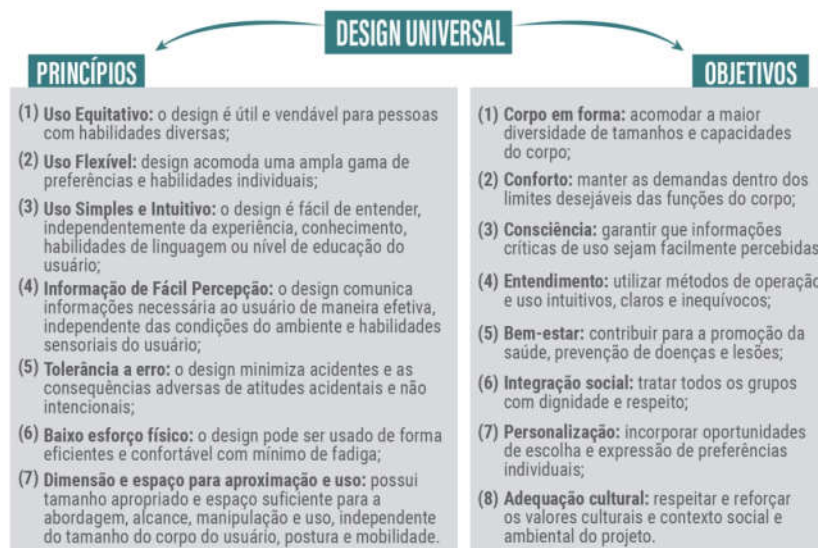 DESIGN UNIVERSAL
PRINCÍPIOS
(1) Uso Equitativo: o design é útil e vendável para pessoas
com habilidades diversas;
(2) Uso Flexível: design acomoda uma ampla gama de
preferências e habilidades individuais;
(3) Uso Simples e Intuitivo: o design é fácil de entender,
independentemente da experiência, conhecimento,
habilidades de linguagem ou nível de educação do
usuário;
(4) Informação de Fácil Percepção: o design comunica
informações necessária ao usuário de maneira efetiva,
independente das condições do ambiente e habilidades
sensoriais do usuário;
(5) Tolerância a erro: o design minimiza acidentes e as
consequências adversas de atitudes acidentais e não
intencionais;
(6) Baixo esforço físico: o design pode ser usado de forma
eficientes e confortável com mínimo de fadiga;
(7) Dimensão e espaço para aproximação e uso: possui
tamanho apropriado e espaço suficiente para a
abordagem, alcance, manipulação e uso, independente
do tamanho do corpo do usuário, postura e mobilidade.
OBJETIVOS
(1) Corpo em forma: acomodar a maior
diversidade de tamanhos e capacidades
do corpo;
(2) Conforto: manter as demandas dentro dos
limites desejáveis das funções do corpo;
(3) Consciência: garantir que informações
críticas de uso sejam facilmente percebidas
(4) Entendimento: utilizar métodos de operação
e uso intuitivos, claros e inequívocos;
(5) Bem-estar: contribuir para a promoção da
saúde, prevenção de doenças e lesões;
(6) Integração social: tratar todos os grupos
com dignidade e respeito;
(7) Personalização: incorporar oportunidades
de escolha e expressão de preferências
individuais;
(8) Adequação cultural: respeitar e reforçar
os valores culturais e contexto social e
ambiental do projeto.